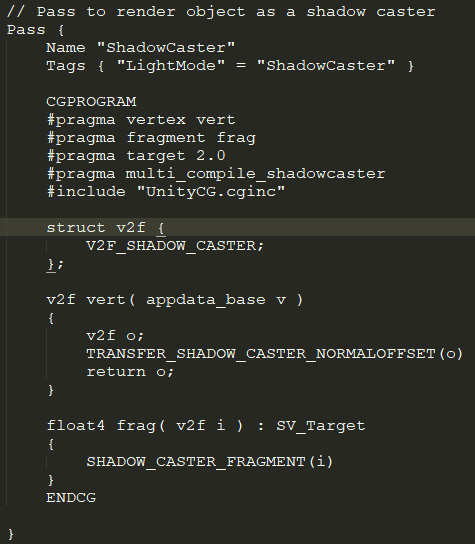 // Pass to render object as a shadow caster
Pass {
    Name "ShadowCaster"
    Tags { "LightMode" = "ShadowCaster" }

    CGPROGRAM
    #pragma vertex vert
    #pragma fragment frag
    #pragma target 2.0
    #pragma multi_compile_shadowcaster
    #include "UnityCG.cginc"

    struct v2f {
        V2F_SHADOW_CASTER;
    };

    v2f vert( appdata_base v )
    {
        v2f o;
        TRANSFER_SHADOW_CASTER_NORMALOFFSET(o)
        return o;
    }

    float4 frag( v2f i ) : SV_Target
    {
        SHADOW_CASTER_FRAGMENT(i)
    }
    ENDCG

}